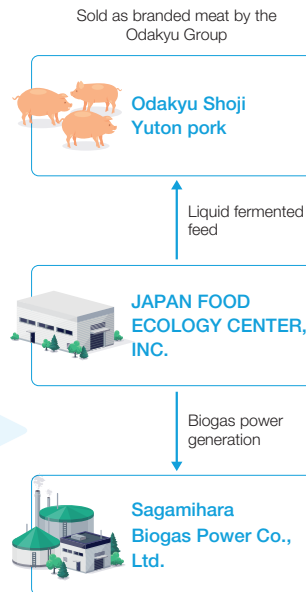 Sold as branded meat by the
Odakyu Group
Odakyu Shoji
Yuton pork
Liquid fermented
feed
JAPAN FOOD
ECOLOGY CENTER,
INC.
Biogas power
generation
Sagamihara
Biogas Power Co.,
Ltd.